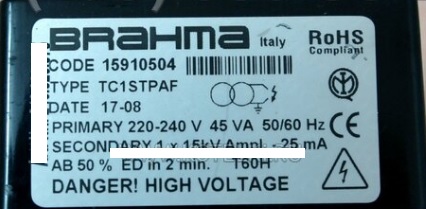 BRAHMA Italy RoHS
Compliant
CODE 15910504
TYPE TC1STPAF
DATE 17-08
PRIMARY 220-240 V 45 VA 50/60 Hz CE
SECONDARY 1 x 15kV Ampl. - 25 mA
AB 50 % ED in 2 min. T60H
DANGER! HIGH VOLTAGE